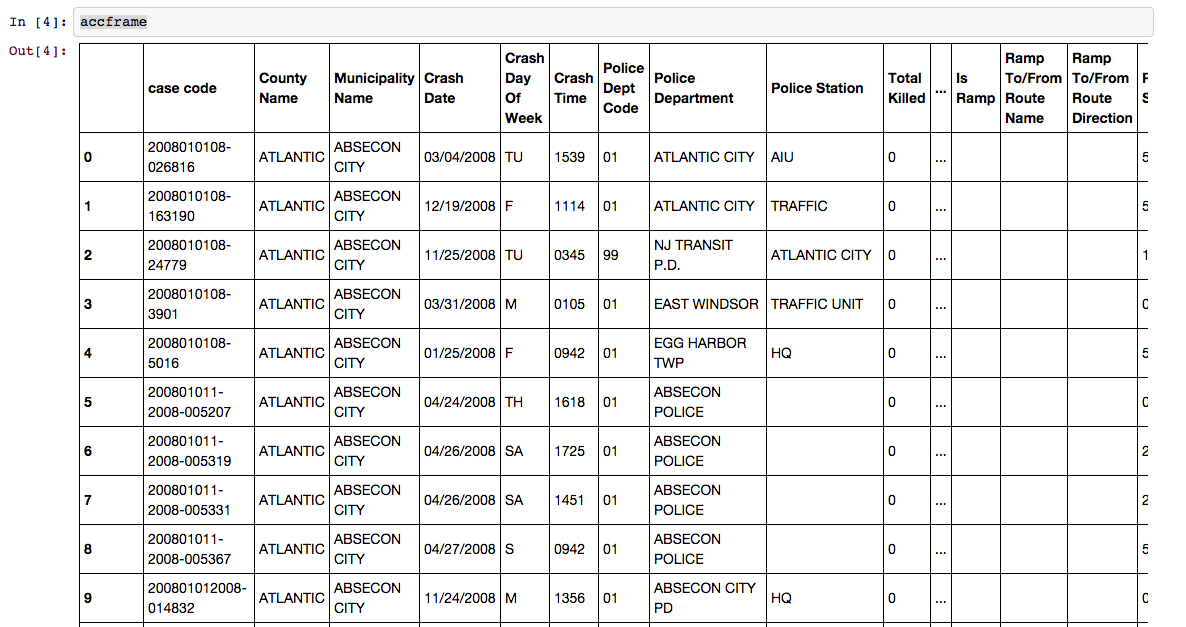 In [4]: accframe
Out[4]:
case code | County Name | Municipality Name | Crash Date | Crash Day Of Week | Crash Time | Police Dept Code | Police Department | Police Station | Total Killed | ... | Is Ramp | Ramp To/From Route Name | Ramp To/From Route Direction
0 | 2008010108-026816 | ATLANTIC | ABSECON CITY | 03/04/2008 | TU | 1539 | 01 | ATLANTIC CITY | AIU | 0 | ... | | | | 5
1 | 2008010108-163190 | ATLANTIC | ABSECON CITY | 12/19/2008 | F | 1114 | 01 | ATLANTIC CITY | TRAFFIC | 0 | ... | | | | 5
2 | 2008010108-24779 | ATLANTIC | ABSECON CITY | 11/25/2008 | TU | 0345 | 99 | NJ TRANSIT P.D. | ATLANTIC CITY | 0 | ... | | | | 1
3 | 2008010108-3901 | ATLANTIC | ABSECON CITY | 03/31/2008 | M | 0105 | 01 | EAST WINDSOR | TRAFFIC UNIT | 0 | ... | | | | 0
4 | 2008010108-5016 | ATLANTIC | ABSECON CITY | 01/25/2008 | F | 0942 | 01 | EGG HARBOR TWP | HQ | 0 | ... | | | | 5
5 | 200801011-2008-005207 | ATLANTIC | ABSECON CITY | 04/24/2008 | TH | 1618 | 01 | ABSECON POLICE | | 0 | ... | | | | 0
6 | 200801011-2008-005319 | ATLANTIC | ABSECON CITY | 04/26/2008 | SA | 1725 | 01 | ABSECON POLICE | | 0 | ... | | | | 2
7 | 200801011-2008-005331 | ATLANTIC | ABSECON CITY | 04/26/2008 | SA | 1451 | 01 | ABSECON POLICE | | 0 | ... | | | | 2
8 | 200801011-2008-005367 | ATLANTIC | ABSECON CITY | 04/27/2008 | S | 0942 | 01 | ABSECON POLICE | | 0 | ... | | | | 5
9 | 200801012008-014832 | ATLANTIC | ABSECON CITY | 11/24/2008 | M | 1356 | 01 | ABSECON CITY PD | HQ | 0 | ... | | | | 0